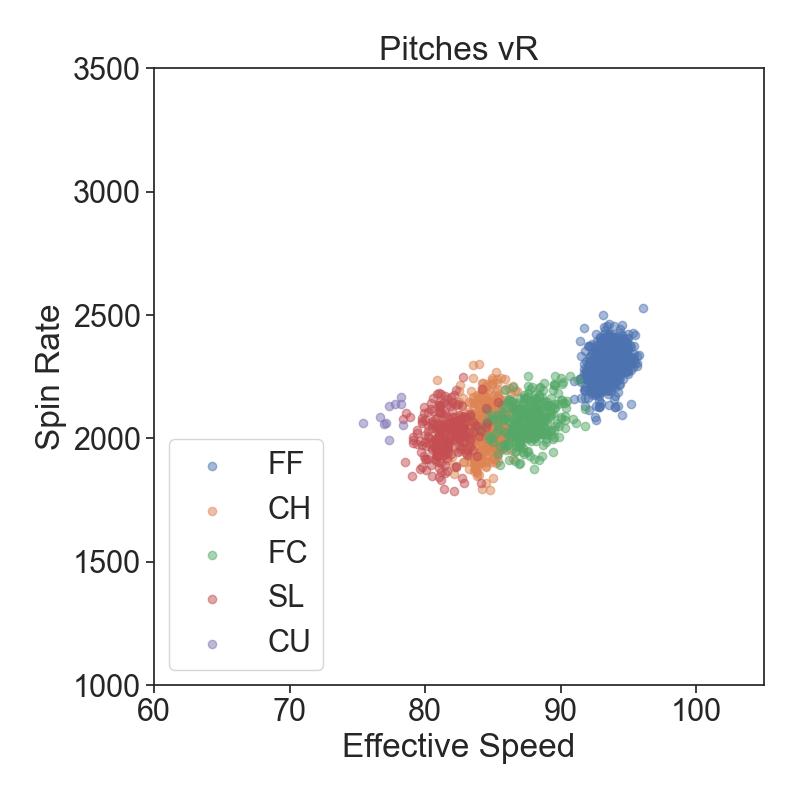 Pitches vR
3500
3000
2500
2000
1500
1000
Spin Rate
FF
CH
FC
SL
CU
60 70 80 90 100
Effective Speed